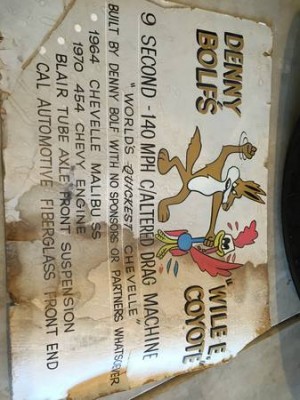 DENNY
BOLF'S
"WILE E.
COYOTE"
9 SECOND - 140 MPH C/ALTERED DRAG MACHINE
"WORLDS QUICKEST CHEVELLE"
BUILT BY DENNY BOLF WITH NO SPONSORS OR PARTNERS WHATSOEVER
1964 CHEVELLE MALIBU SS
1970 454 CHEVY ENGINE
BLAIR TUBE AXLE FRONT SUSPENSION
CAL AUTOMOTIVE FIBERGLASS FRONT END